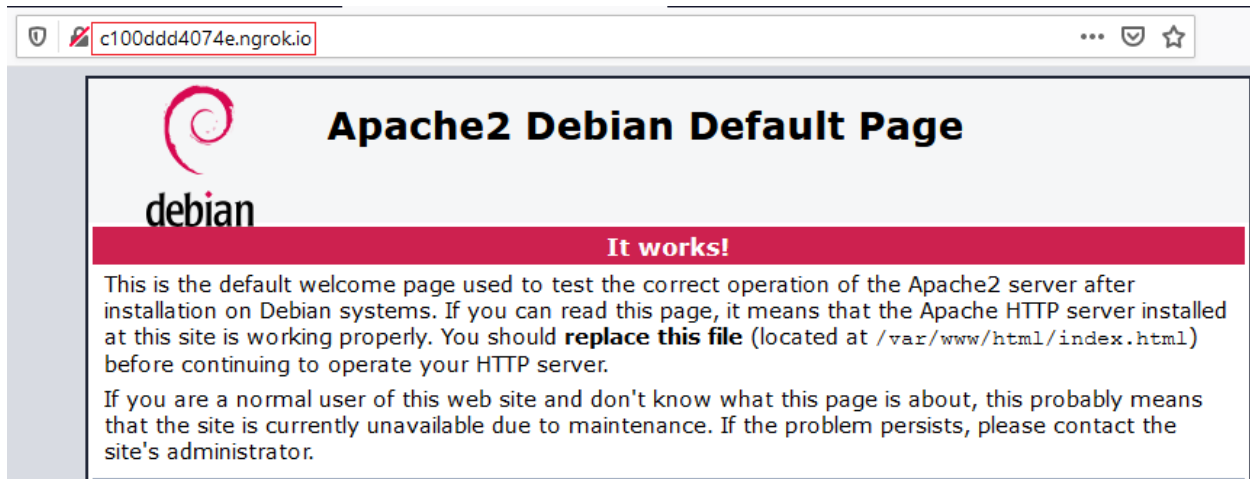 c100ddd4074e.ngrok.io
Apache2 Debian Default Page
debian
It works!
This is the default welcome page used to test the correct operation of the Apache2 server after
installation on Debian systems. If you can read this page, it means that the Apache HTTP server installed
at this site is working properly. You should replace this file (located at /var/www/html/index.html)
before continuing to operate your HTTP server.
If you are a normal user of this web site and don't know what this page is about, this probably means
that the site is currently unavailable due to maintenance. If the problem persists, please contact the
site's administrator.